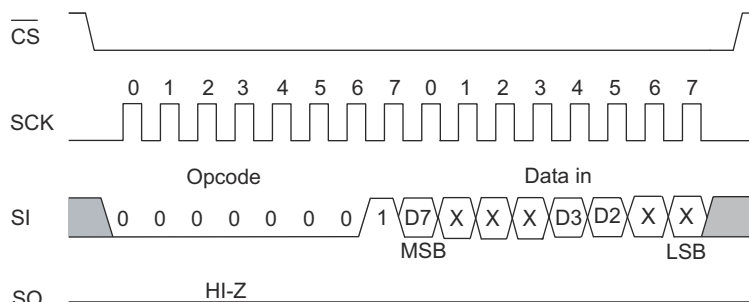 CS
0 1 2 3 4 5 6 7 0 1 2 3 4 5 6 7
SCK
Opcode Data in
SI 0 0 0 0 0 0 0 1 D7 X X X D3 D2 X X
MSB LSB
HI-Z
SO